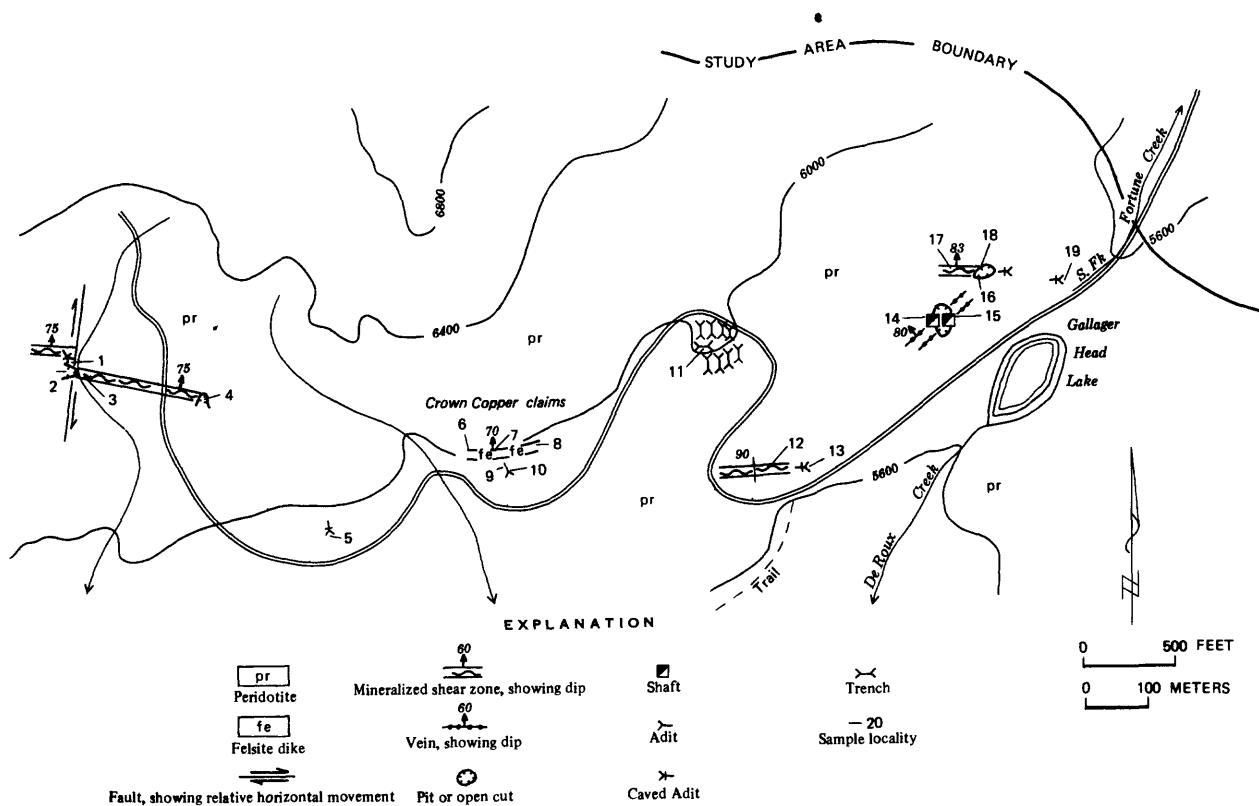 STUDY AREA BOUNDARY
Fortune Creek
S. Fk
5600
6000
6800
6400
pr
pr
pr
pr
pr
75
75
1
2
3
4
5
Crown Copper claims
6
70
7
8
fe
fe
9
10
11
90
12
13
17
83
18
16
14
15
80
19
Gallager
Head
Lake
5600
De Roux Creek
Trail
N
EXPLANATION
pr
Peridotite
fe
Felsite dike
Fault, showing relative horizontal movement
60
Mineralized shear zone, showing dip
60
Vein, showing dip
Pit or open cut
Shaft
Adit
Caved Adit
Trench
— 20
Sample locality
0 500 FEET
0 100 METERS